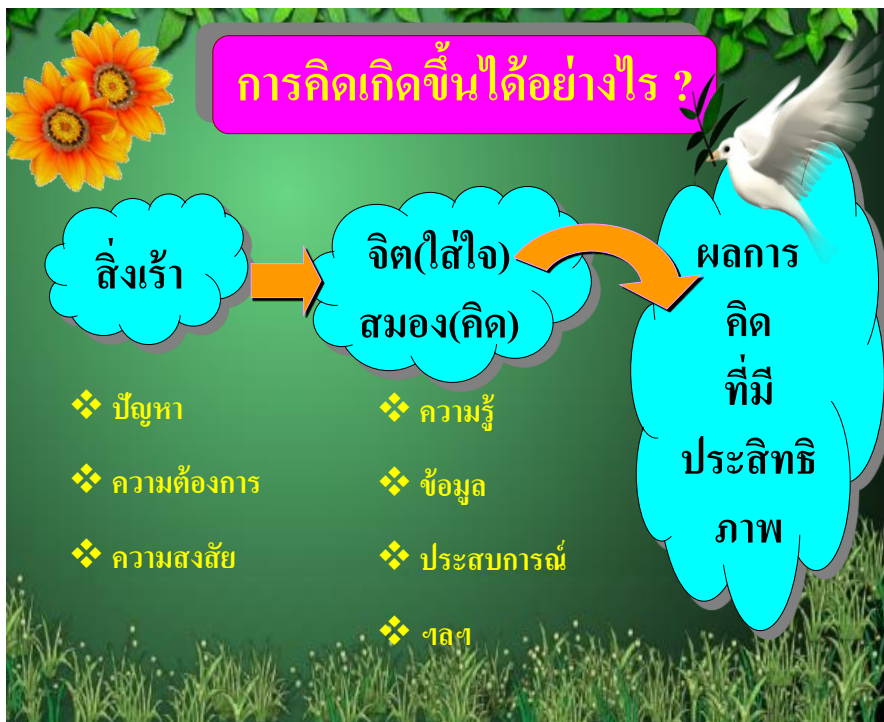 การคิดเกิดขึ้นได้อย่างไร ?
สิ่งเร้า
จิต(ใส่ใจ)
สมอง(คิด)
ผลการ
คิด
ที่มี
ประสิทธิ
ภาพ
❖ ปัญหา
❖ ความต้องการ
❖ ความสงสัย
❖ ความรู้
❖ ข้อมูล
❖ ประสบการณ์
❖ ฯลฯ